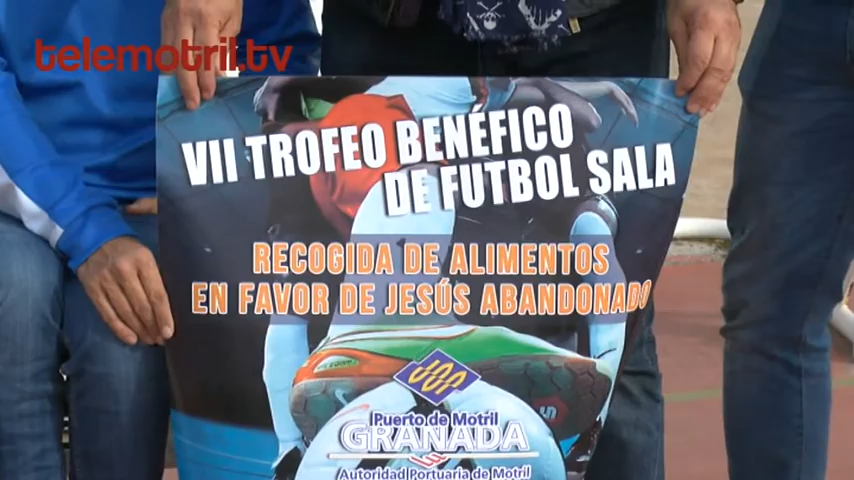 telemotril.tv
VII TROFEO BENÉFICO
DE FUTBOL SALA
RECOGIDA DE ALIMENTOS
EN FAVOR DE JESÚS ABANDONADO
Puerto de Motril
GRANADA
Autoridad Portuaria de Motril